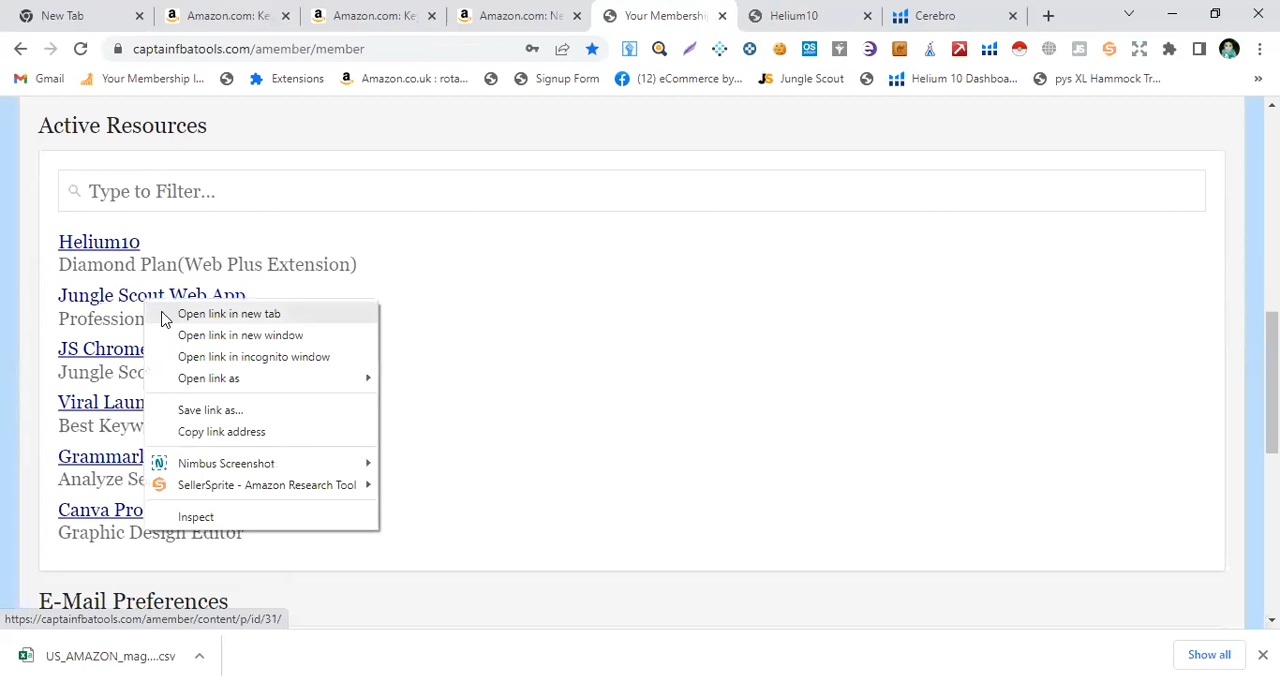 New Tab
Amazon.com: Ke
Amazon.com: Ke
Amazon.com: Ne
Your Membership
Helium10
Cerebro
captainfbatools.com/amember/member
Gmail
Your Membership I...
Extensions
Amazon.co.uk : rota...
Signup Form
(12) eCommerce by...
Jungle Scout
Helium 10 Dashboa...
pys XL Hammock Tr...
»
Active Resources
Type to Filter...
Helium10
Diamond Plan(Web Plus Extension)
Jungle Scout Web App
Profession
JS Chrome
Jungle Sco
Viral Laun
Best Keyw
Grammarl
Analyze Se
Canva Pro
Graphic Design Editor
Open link in new tab
Open link in new window
Open link in incognito window
Open link as
Save link as...
Copy link address
Nimbus Screenshot
SellerSprite - Amazon Research Tool
Inspect
E-Mail Preferences
https://captainfbatools.com/amember/content/p/id/31/
US_AMAZON_mag....csv
Show all